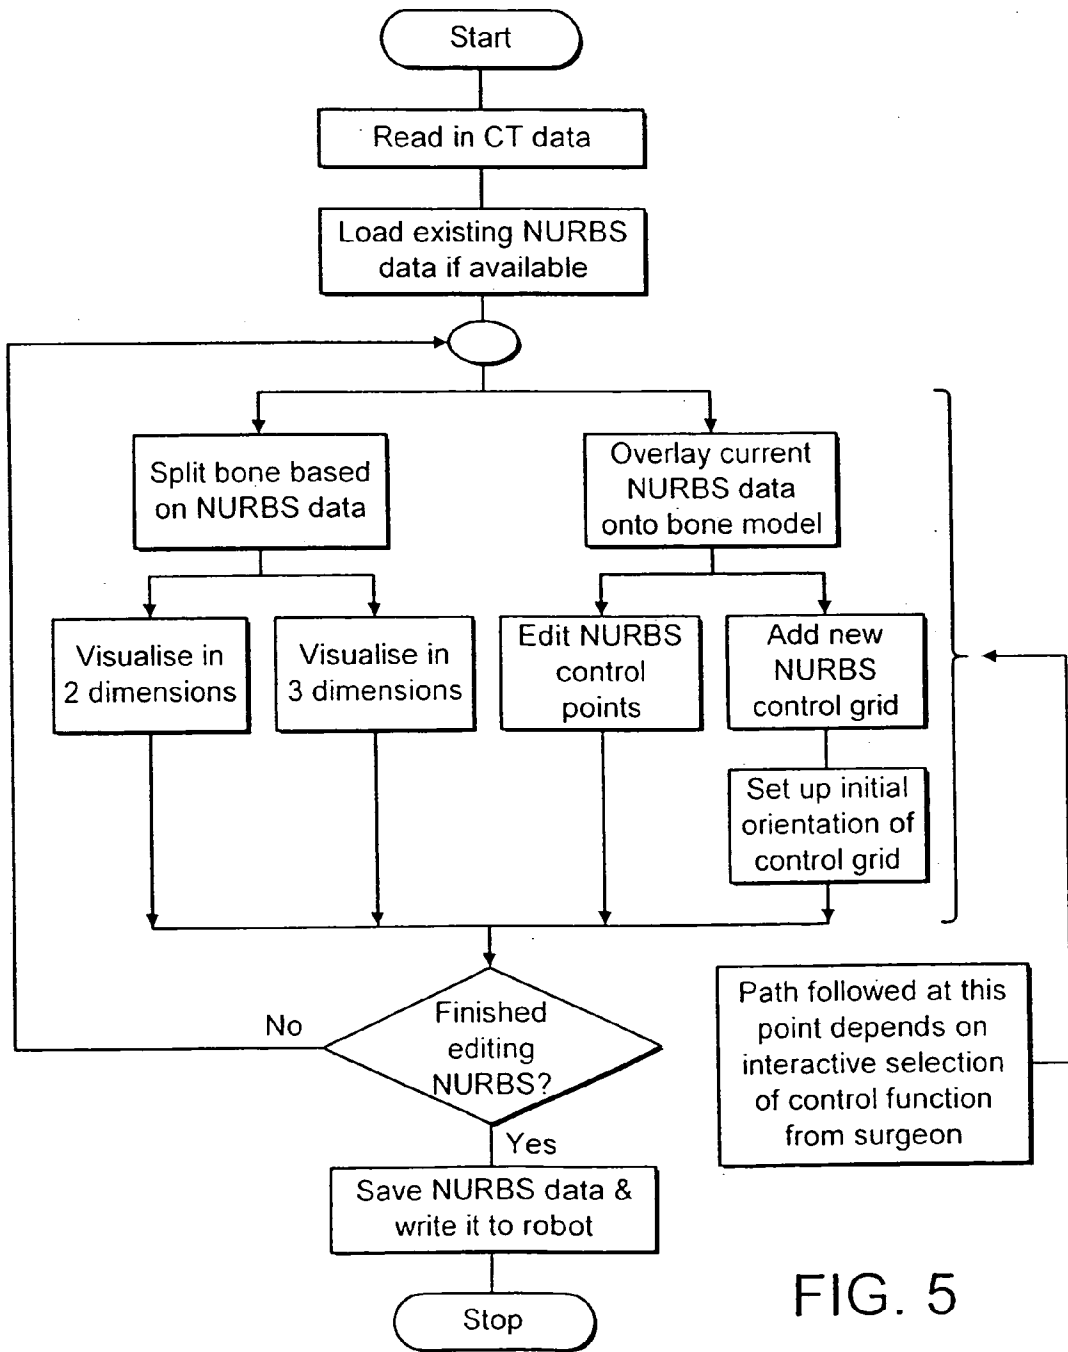 Start
Read in CT data
Load existing NURBS
data if available
Split bone based
on NURBS data
Overlay current
NURBS data
onto bone model
Visualise in
2 dimensions
Visualise in
3 dimensions
Edit NURBS
control
points
Add new
NURBS
control grid
Set up initial
orientation of
control grid
No
Finished
editing
NURBS?
Path followed at this
point depends on
interactive selection
of control function
from surgeon
Yes
Save NURBS data &
write it to robot
Stop
FIG. 5